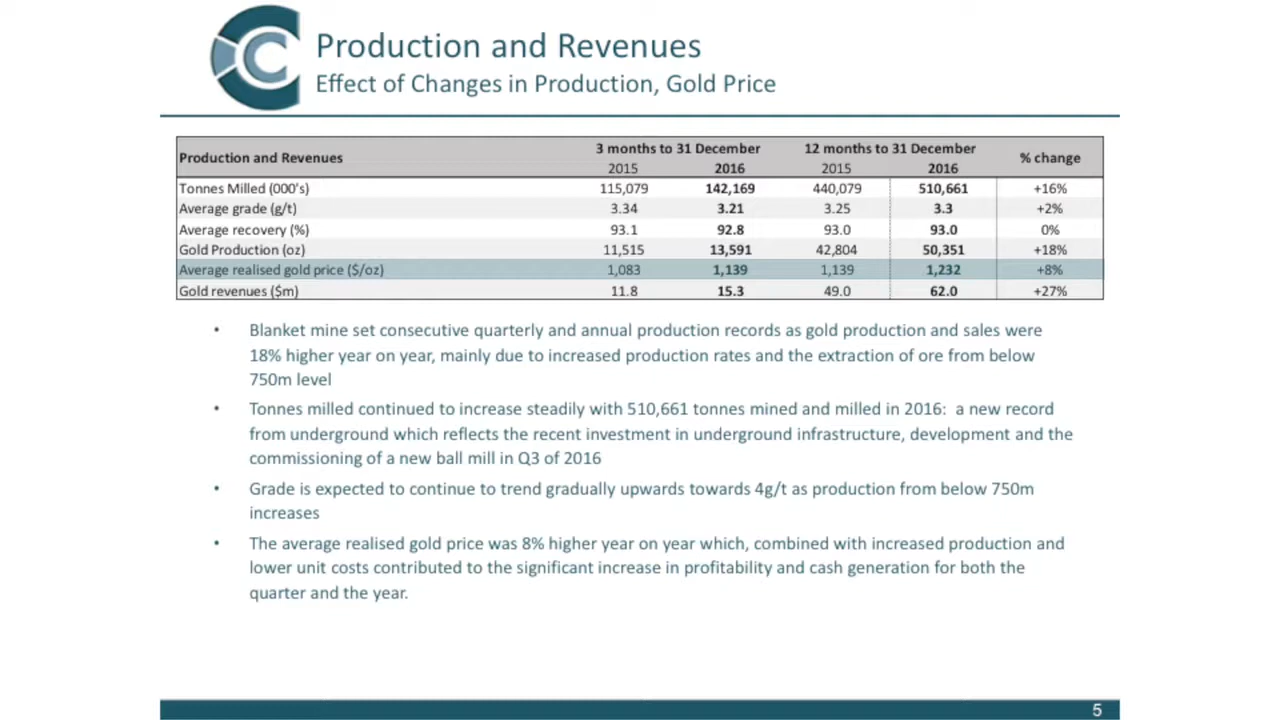 C
Production and Revenues
Effect of Changes in Production, Gold Price
Production and Revenues 3 months to 31 December 12 months to 31 December % change
2015 2016 2015 2016
Tonnes Milled (000's) 115,079 142,169 440,079 510,661 +16%
Average grade (g/t) 3.34 3.21 3.25 3.3 +2%
Average recovery (%) 93.1 92.8 93.0 93.0 0%
Gold Production (oz) 11,515 13,591 42,804 50,351 +18%
Average realised gold price ($/oz) 1,083 1,139 1,139 1,232 +8%
Gold revenues ($m) 11.8 15.3 49.0 62.0 +27%
• Blanket mine set consecutive quarterly and annual production records as gold production and sales were
18% higher year on year, mainly due to increased production rates and the extraction of ore from below
750m level
• Tonnes milled continued to increase steadily with 510,661 tonnes mined and milled in 2016: a new record
from underground which reflects the recent investment in underground infrastructure, development and the
commissioning of a new ball mill in Q3 of 2016
• Grade is expected to continue to trend gradually upwards towards 4g/t as production from below 750m
increases
• The average realised gold price was 8% higher year on year which, combined with increased production and
lower unit costs contributed to the significant increase in profitability and cash generation for both the
quarter and the year.
5